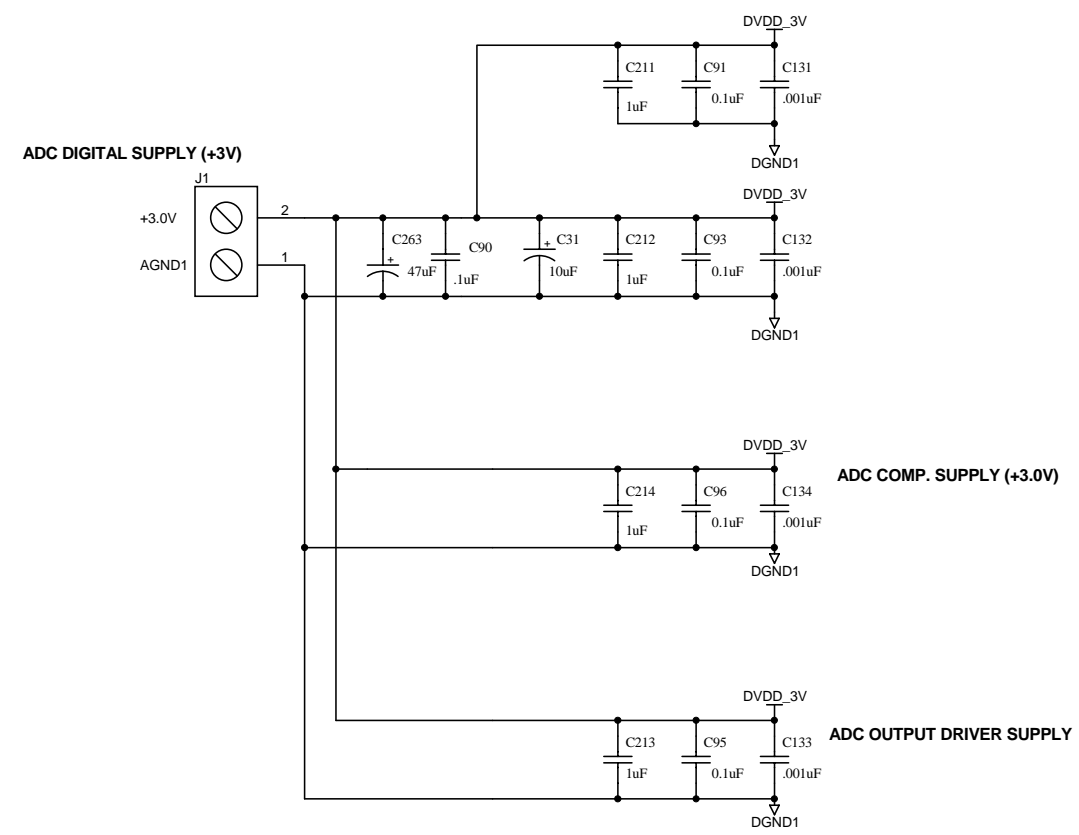 DVDD_3V
C211
C91
C131
1uF
0.1uF
.001uF
DGND1
ADC DIGITAL SUPPLY (+3V)
J1
DVDD_3V
+3.0V
2
C263
C90
+
C31
C212
C93
C132
AGND1
1
+
47uF
.1uF
10uF
1uF
0.1uF
.001uF
DGND1
DVDD_3V
ADC COMP. SUPPLY (+3.0V)
C214
C96
C134
1uF
0.1uF
.001uF
DGND1
DVDD_3V
ADC OUTPUT DRIVER SUPPLY
C213
C95
C133
1uF
0.1uF
.001uF
DGND1